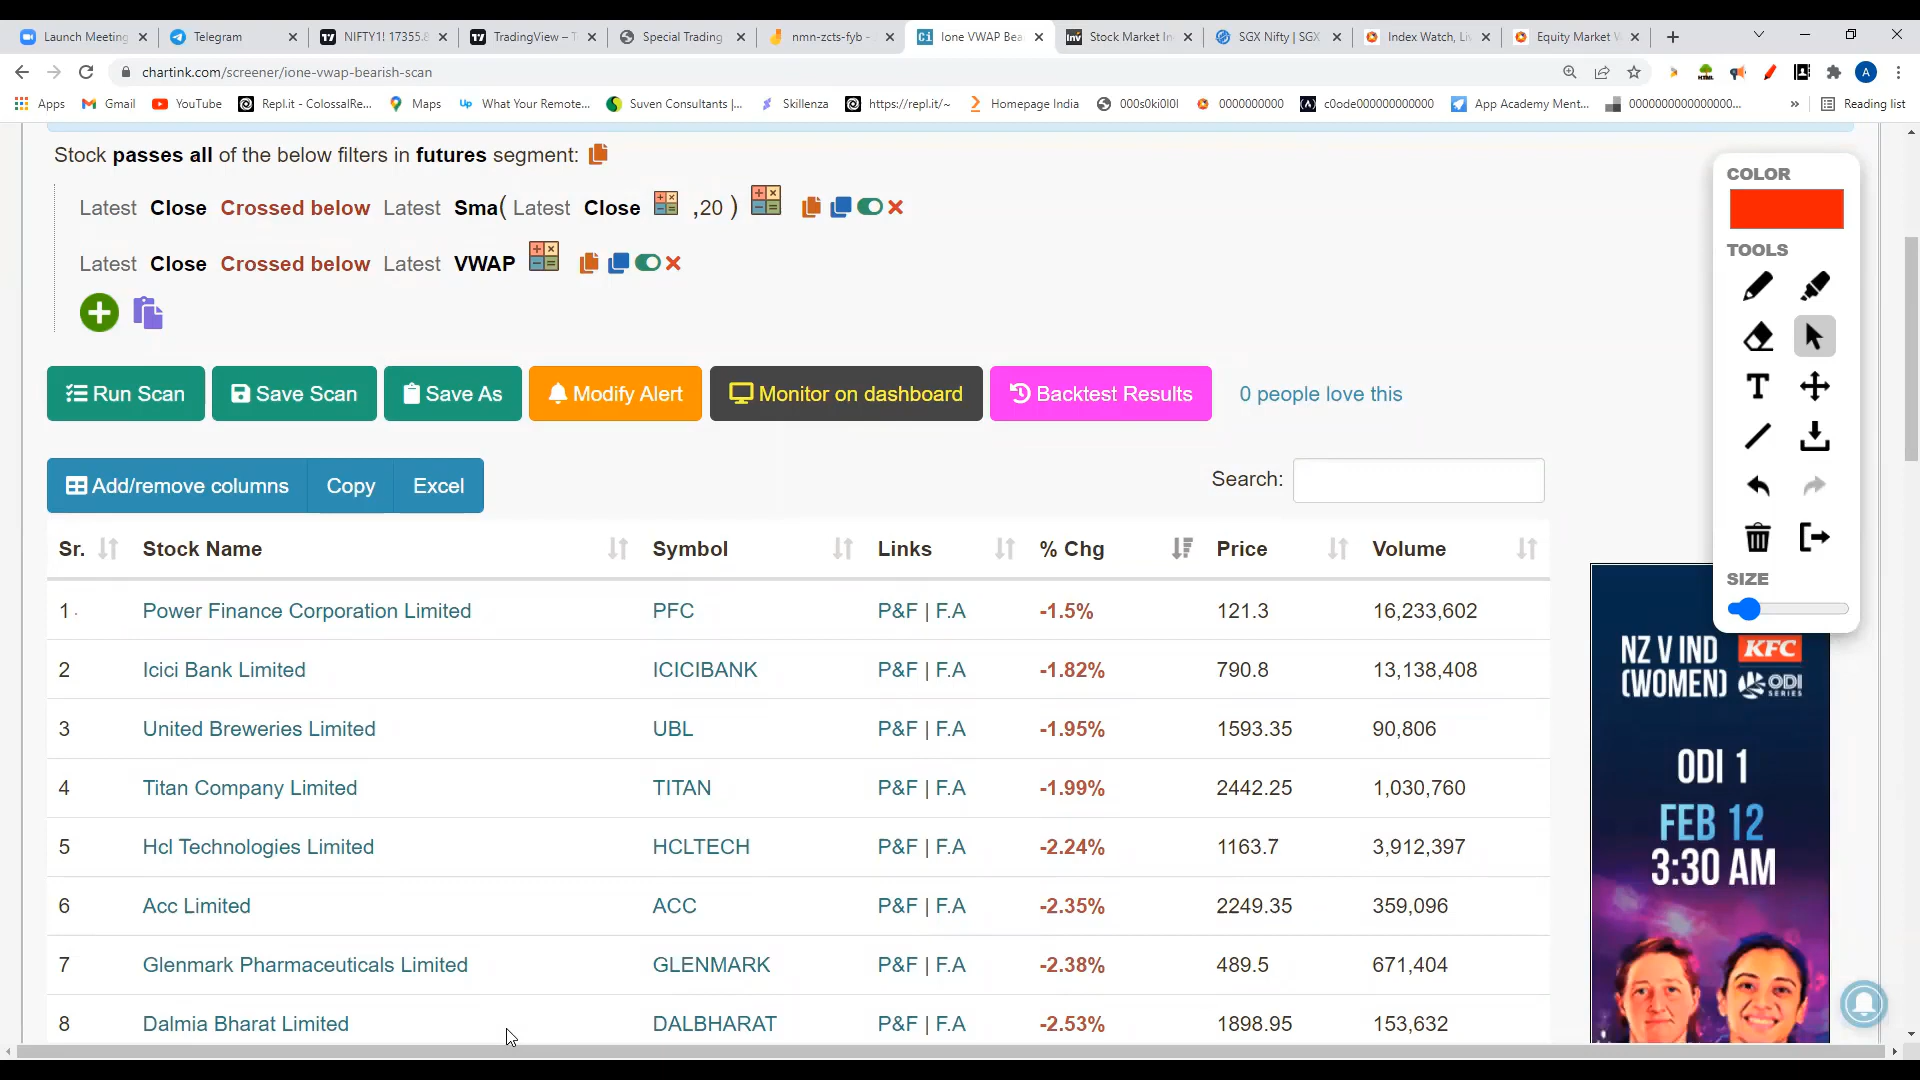 Launch Meeting
Telegram
NIFTY1! 17355.8
TradingView – T
Special Trading
nmn-zcts-fyb -
Ione VWAP Bea
Stock Market In
SGX Nifty | SGX
Index Watch, Li
Equity Market W
chartink.com/screener/ione-vwap-bearish-scan
A
Apps
Gmail
YouTube
Repl.it - ColossalRe...
Maps
What Your Remote...
Suven Consultants |...
Skillenza
https://repl.it/~
Homepage India
000s0ki0l0l
0000000000
c0ode000000000000
App Academy Ment...
0000000000000000...
»
Reading list
Stock passes all of the below filters in futures segment:
Latest Close Crossed below Latest Sma( Latest Close ,20 )
Latest Close Crossed below Latest VWAP
Run Scan
Save Scan
Save As
Modify Alert
Monitor on dashboard
Backtest Results
0 people love this
Add/remove columns
Copy
Excel
Search:
Sr. Stock Name Symbol Links % Chg Price Volume
1 Power Finance Corporation Limited PFC P&F | F.A -1.5% 121.3 16,233,602
2 Icici Bank Limited ICICIBANK P&F | F.A -1.82% 790.8 13,138,408
3 United Breweries Limited UBL P&F | F.A -1.95% 1593.35 90,806
4 Titan Company Limited TITAN P&F | F.A -1.99% 2442.25 1,030,760
5 Hcl Technologies Limited HCLTECH P&F | F.A -2.24% 1163.7 3,912,397
6 Acc Limited ACC P&F | F.A -2.35% 2249.35 359,096
7 Glenmark Pharmaceuticals Limited GLENMARK P&F | F.A -2.38% 489.5 671,404
8 Dalmia Bharat Limited DALBHARAT P&F | F.A -2.53% 1898.95 153,632
COLOR
TOOLS
SIZE
NZ V IND
(WOMEN)
KFC
ODI
SERIES
ODI 1
FEB 12
3:30 AM